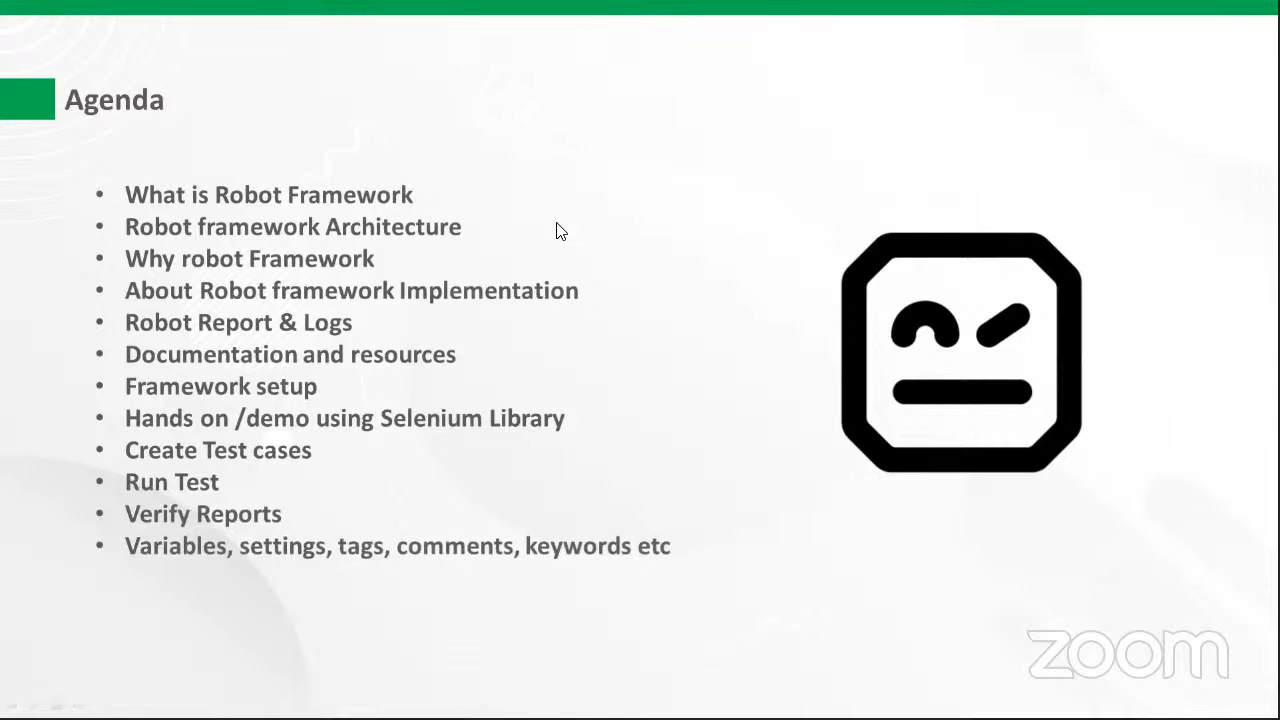 Agenda
• What is Robot Framework
• Robot framework Architecture
• Why robot Framework
• About Robot framework Implementation
• Robot Report & Logs
• Documentation and resources
• Framework setup
• Hands on /demo using Selenium Library
• Create Test cases
• Run Test
• Verify Reports
• Variables, settings, tags, comments, keywords etc
zoom